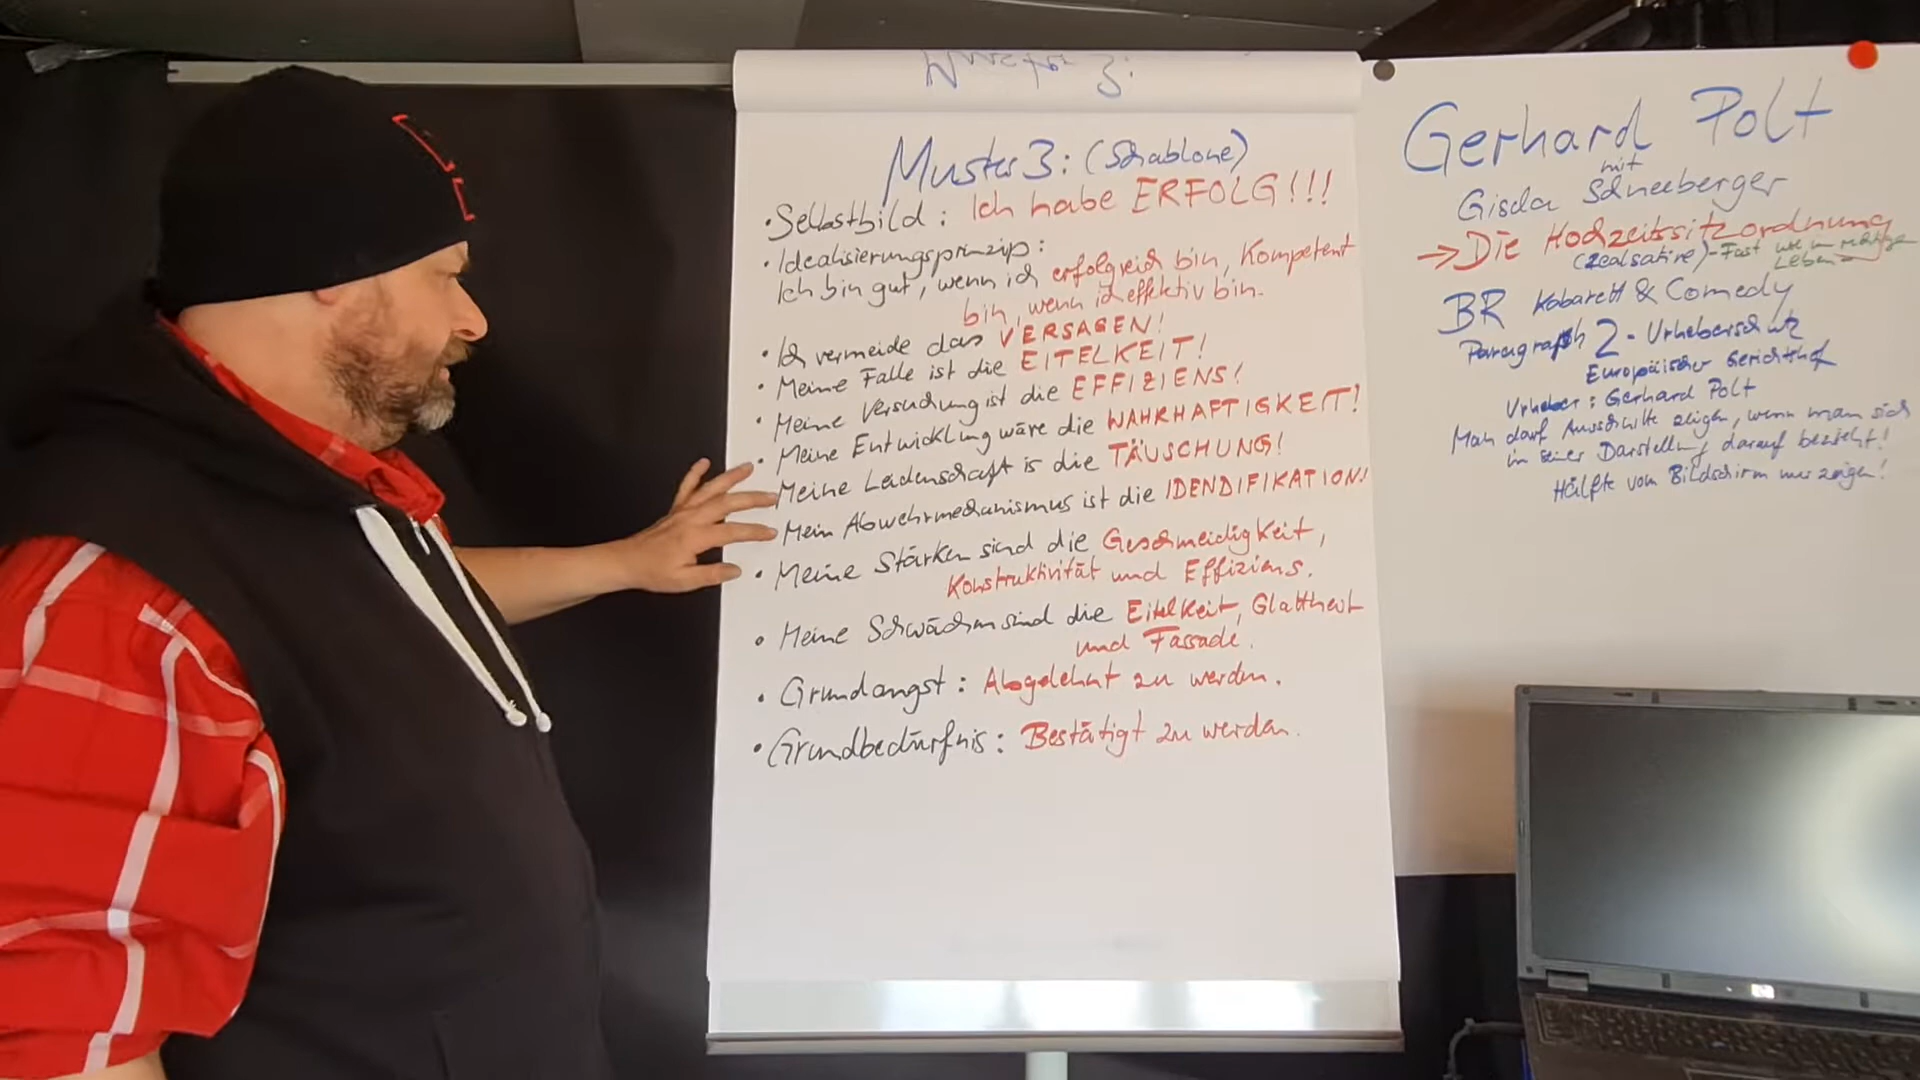 Muster 3: (Schablone)
• Selbstbild: Ich habe ERFOLG!!!
• Idealisierungsprinzip:
Ich bin gut, wenn ich erfolgreich bin, Kompetent
bin, wenn ich effektiv bin.
• Ich vermeide das VERSAGEN!
• Meine Falle ist die EITELKEIT!
• Meine Versuchung ist die EFFIZIENS!
• Meine Entwicklung wäre die WAHRHAFTIGKEIT!
Meine Leidenschaft is die TÄUSCHUNG!
Mein Abwehrmechanismus ist die IDENDIFIKATION!
• Meine Stärken sind die Geschmeidigkeit,
Konstruktivität und Effiziens.
• Meine Schwächen sind die Eitelkeit, Glattheit
und Fassade.
• Grundangst: Abgelehnt zu werden.
• Grundbedürfnis: Bestätigt zu werden.
Gerhard Polt
mit
Gisela Schneeberger
→ Die Hochzeitssitzordnung
(Realsatire) - Fast wie im richtigen
Leben
BR Kabarett & Comedy
Paragraph 2 - Urheberschutz
Europäischer Gerichtshof
Urheber: Gerhard Polt
Man darf Ausschnitte zeigen, wenn man sich
in seiner Darstellung darauf bezieht!
Hälfte vom Bildschirm nur zeigen!